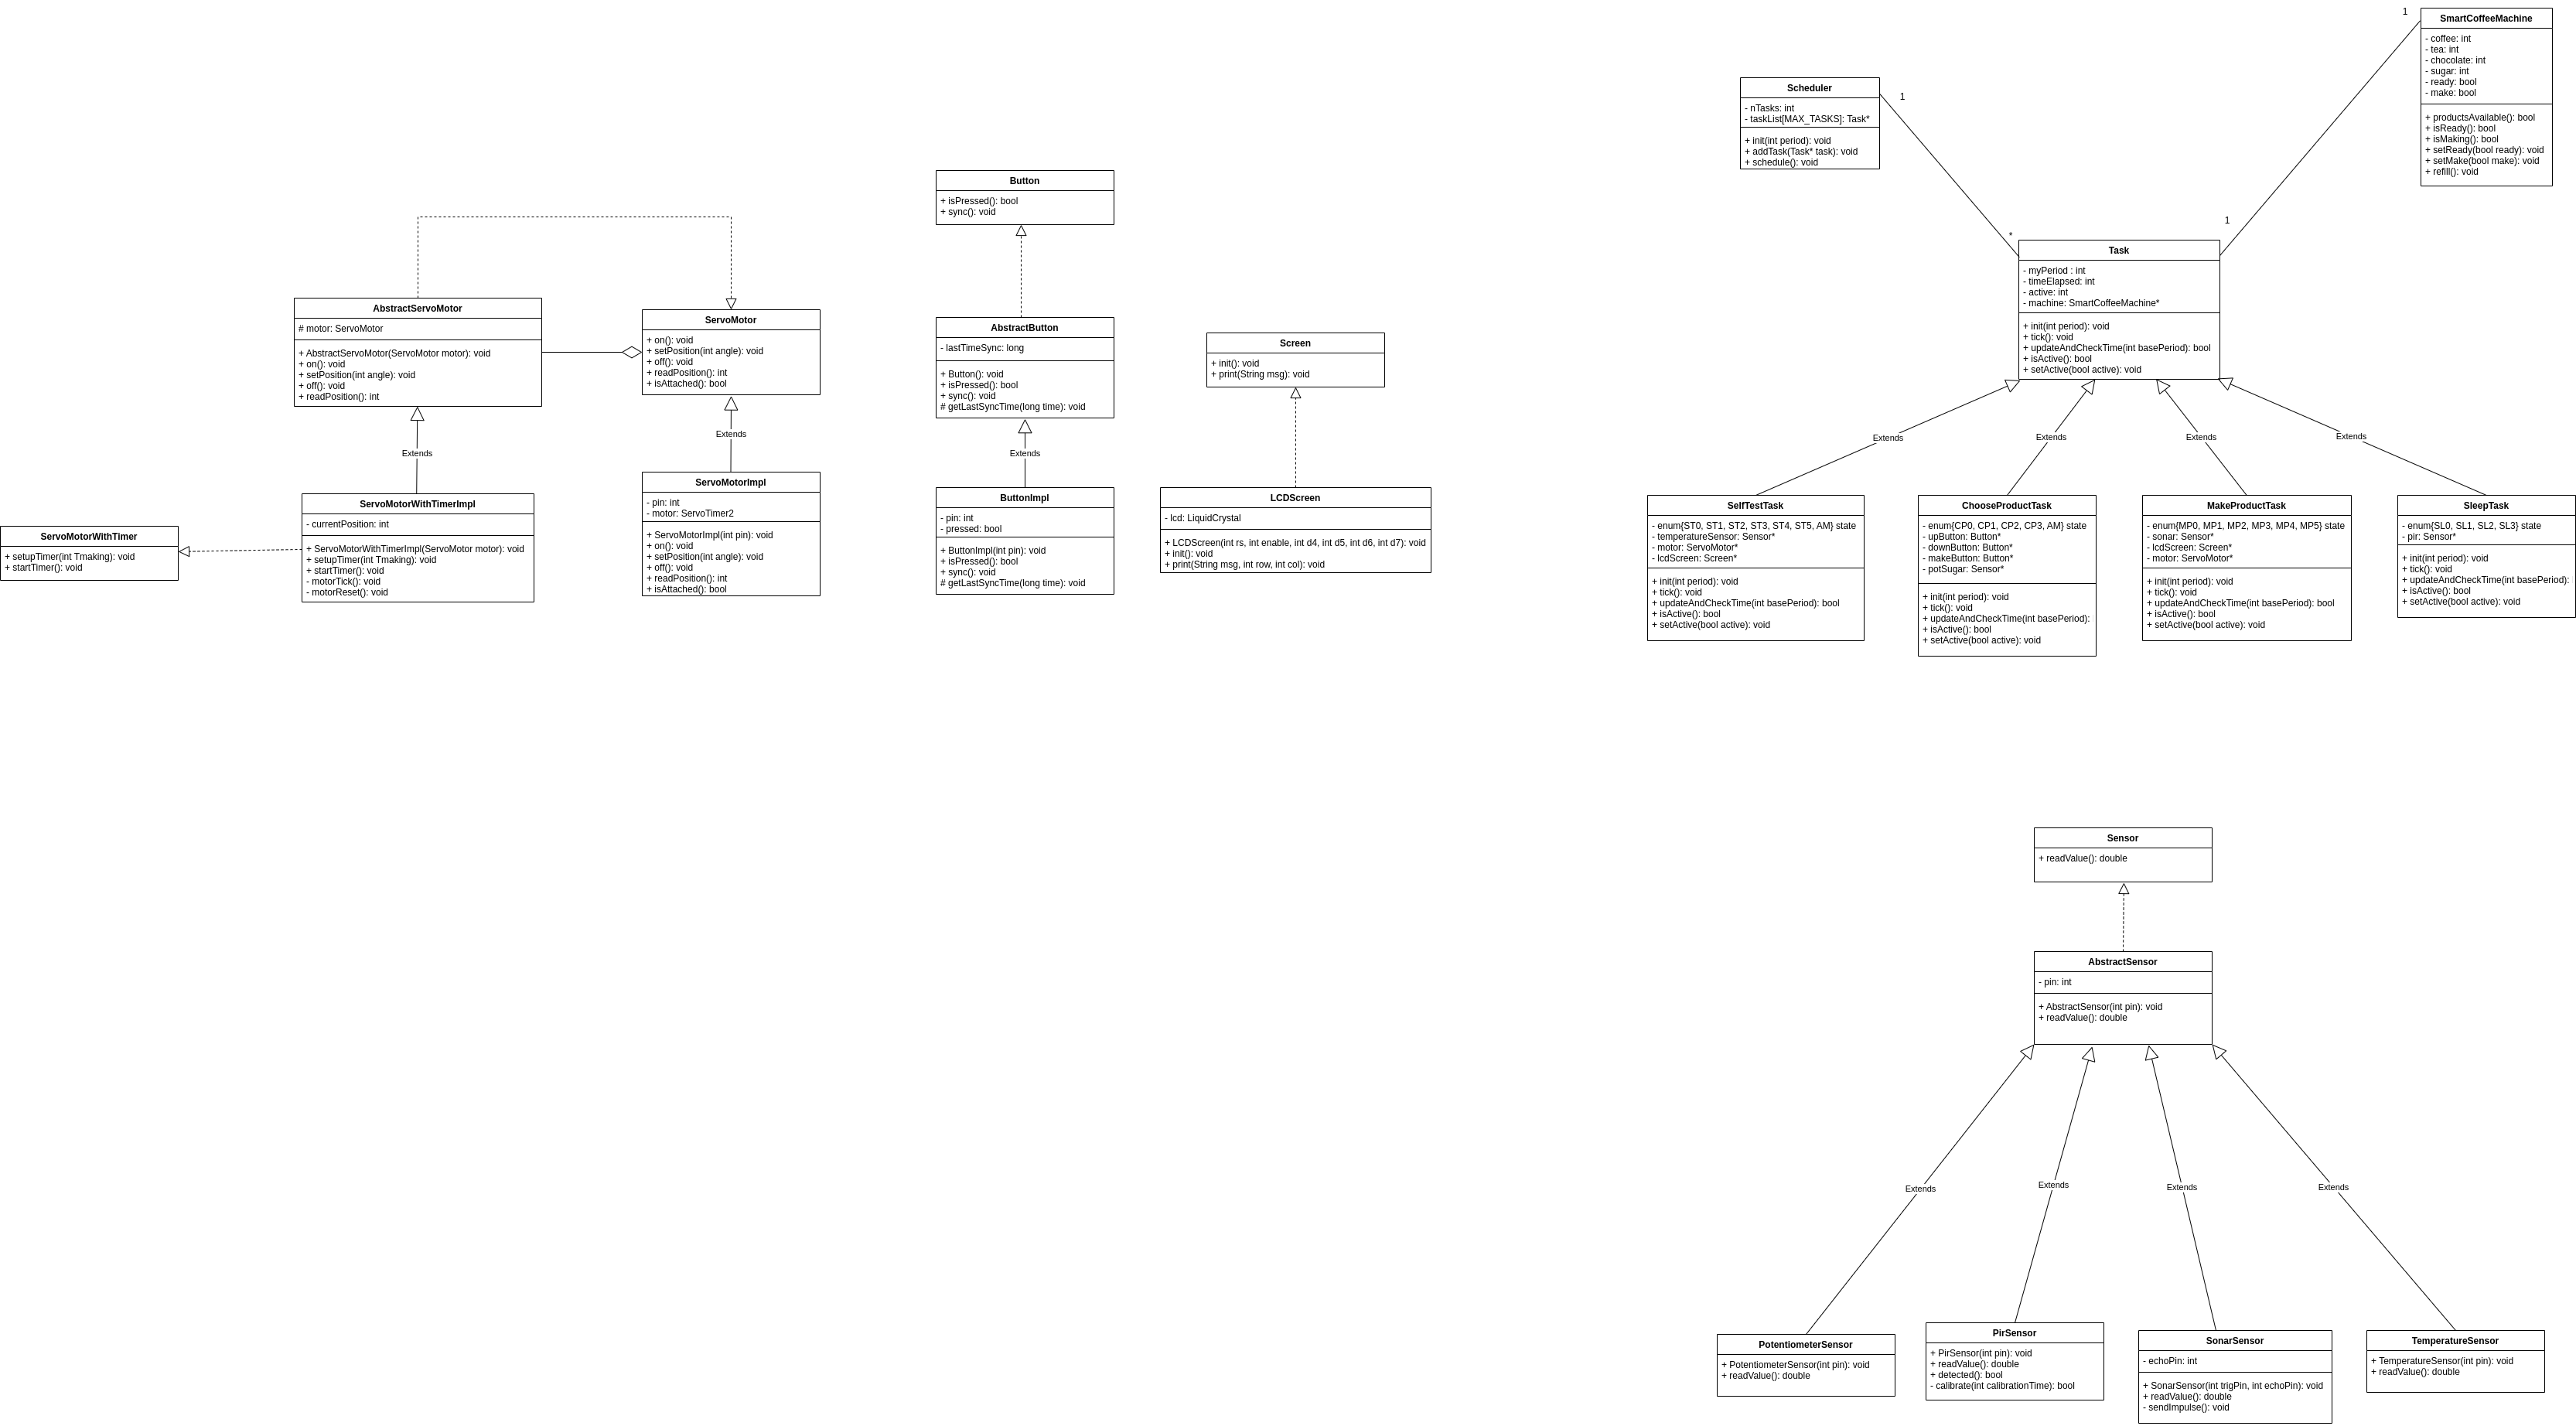 1
SmartCoffeeMachine
- coffee: int
- tea: int
- chocolate: int
- sugar: int
- ready: bool
- make: bool
+ productsAvailable(): bool
+ isReady(): bool
+ isMaking(): bool
+ setReady(bool ready): void
+ setMake(bool make): void
+ refill(): void
Scheduler
- nTasks: int
- taskList[MAX_TASKS]: Task*
+ init(int period): void
+ addTask(Task* task): void
+ schedule(): void
1
1
*
Task
- myPeriod : int
- timeElapsed: int
- active: int
- machine: SmartCoffeeMachine*
+ init(int period): void
+ tick(): void
+ updateAndCheckTime(int basePeriod): bool
+ isActive(): bool
+ setActive(bool active): void
Button
+ isPressed(): bool
+ sync(): void
AbstractServoMotor
# motor: ServoMotor
+ AbstractServoMotor(ServoMotor motor): void
+ on(): void
+ setPosition(int angle): void
+ off(): void
+ readPosition(): int
ServoMotor
+ on(): void
+ setPosition(int angle): void
+ off(): void
+ readPosition(): int
+ isAttached(): bool
AbstractButton
- lastTimeSync: long
+ Button(): void
+ isPressed(): bool
+ sync(): void
# getLastSyncTime(long time): void
Screen
+ init(): void
+ print(String msg): void
Extends
Extends
Extends
Extends
Extends
Extends
Extends
ServoMotorWithTimer
+ setupTimer(int Tmaking): void
+ startTimer(): void
ServoMotorWithTimerImpl
- currentPosition: int
+ ServoMotorWithTimerImpl(ServoMotor motor): void
+ setupTimer(int Tmaking): void
+ startTimer(): void
- motorTick(): void
- motorReset(): void
ServoMotorImpl
- pin: int
- motor: ServoTimer2
+ ServoMotorImpl(int pin): void
+ on(): void
+ setPosition(int angle): void
+ off(): void
+ readPosition(): int
+ isAttached(): bool
ButtonImpl
- pin: int
- pressed: bool
+ ButtonImpl(int pin): void
+ isPressed(): bool
+ sync(): void
# getLastSyncTime(long time): void
LCDScreen
- lcd: LiquidCrystal
+ LCDScreen(int rs, int enable, int d4, int d5, int d6, int d7): void
+ init(): void
+ print(String msg, int row, int col): void
SelfTestTask
- enum{ST0, ST1, ST2, ST3, ST4, ST5, AM} state
- temperatureSensor: Sensor*
- motor: ServoMotor*
- lcdScreen: Screen*
+ init(int period): void
+ tick(): void
+ updateAndCheckTime(int basePeriod): bool
+ isActive(): bool
+ setActive(bool active): void
ChooseProductTask
- enum{CP0, CP1, CP2, CP3, AM} state
- upButton: Button*
- downButton: Button*
- makeButton: Button*
- potSugar: Sensor*
+ init(int period): void
+ tick(): void
+ updateAndCheckTime(int basePeriod):
+ isActive(): bool
+ setActive(bool active): void
MakeProductTask
- enum{MP0, MP1, MP2, MP3, MP4, MP5} state
- sonar: Sensor*
- lcdScreen: Screen*
- motor: ServoMotor*
+ init(int period): void
+ tick(): void
+ updateAndCheckTime(int basePeriod): bool
+ isActive(): bool
+ setActive(bool active): void
SleepTask
- enum{SL0, SL1, SL2, SL3} state
- pir: Sensor*
+ init(int period): void
+ tick(): void
+ updateAndCheckTime(int basePeriod):
+ isActive(): bool
+ setActive(bool active): void
Sensor
+ readValue(): double
AbstractSensor
- pin: int
+ AbstractSensor(int pin): void
+ readValue(): double
Extends
Extends
Extends
Extends
PotentiometerSensor
+ PotentiometerSensor(int pin): void
+ readValue(): double
PirSensor
+ PirSensor(int pin): void
+ readValue(): double
+ detected(): bool
- calibrate(int calibrationTime): bool
SonarSensor
- echoPin: int
+ SonarSensor(int trigPin, int echoPin): void
+ readValue(): double
- sendImpulse(): void
TemperatureSensor
+ TemperatureSensor(int pin): void
+ readValue(): double